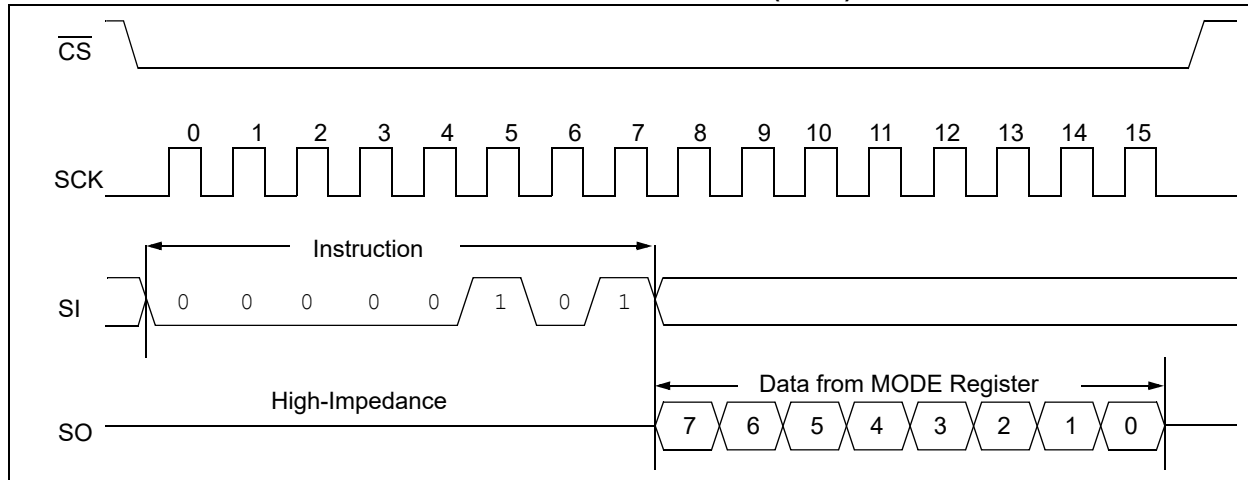 CS
0 1 2 3 4 5 6 7 8 9 10 11 12 13 14 15
SCK
Instruction
SI 0 0 0 0 0 1 0 1
Data from MODE Register
High-Impedance
SO 7 6 5 4 3 2 1 0